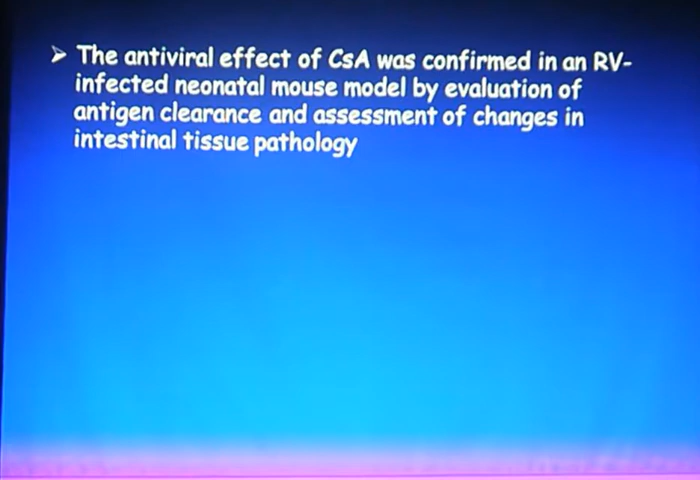 ➤ The antiviral effect of CsA was confirmed in an RV-
infected neonatal mouse model by evaluation of
antigen clearance and assessment of changes in
intestinal tissue pathology